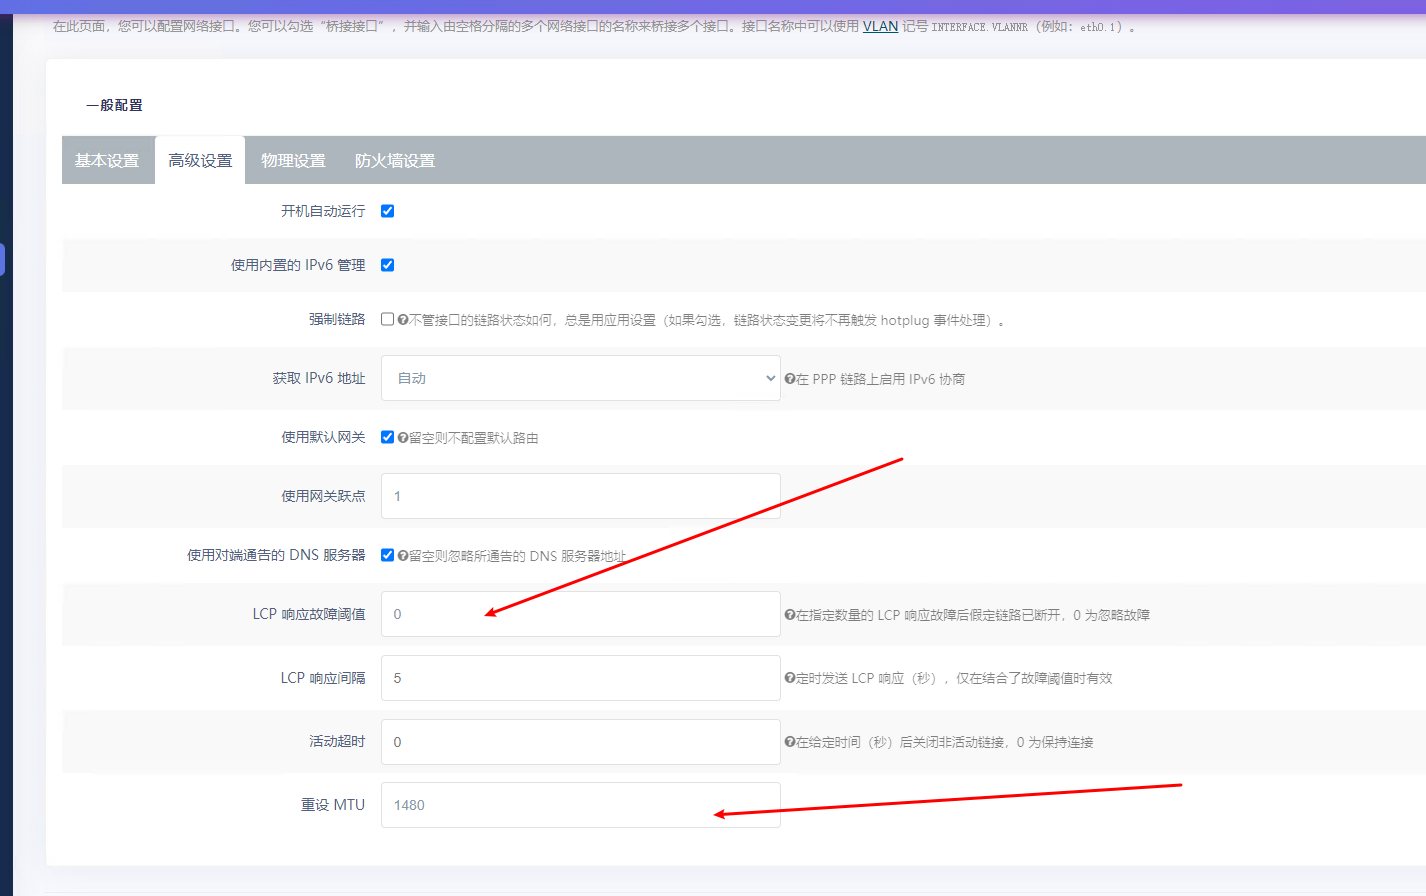 在此页面，您可以配置网络接口。您可以勾选“桥接接口”，并输入由空格分隔的多个网络接口的名称来桥接多个接口。接口名称中可以使用 VLAN 记号 INTERFACE.VLANNR（例如：eth0.1）。
一般配置
基本设置 高级设置 物理设置 防火墙设置
开机自动运行
使用内置的 IPv6 管理
强制链路 不管接口的链路状态如何，总是用应用设置（如果勾选，链路状态变更将不再触发 hotplug 事件处理）。
获取 IPv6 地址 自动 在 PPP 链路上启用 IPv6 协商
使用默认网关 留空则不配置默认路由
使用网关跃点 1
使用对端通告的 DNS 服务器 留空则忽略所通告的 DNS 服务器地址
LCP 响应故障阈值 0 在指定数量的 LCP 响应故障后假定链路已断开，0 为忽略故障
LCP 响应间隔 5 定时发送 LCP 响应（秒），仅在结合了故障阈值时有效
活动超时 0 在给定时间（秒）后关闭非活动链接，0 为保持连接
重设 MTU 1480